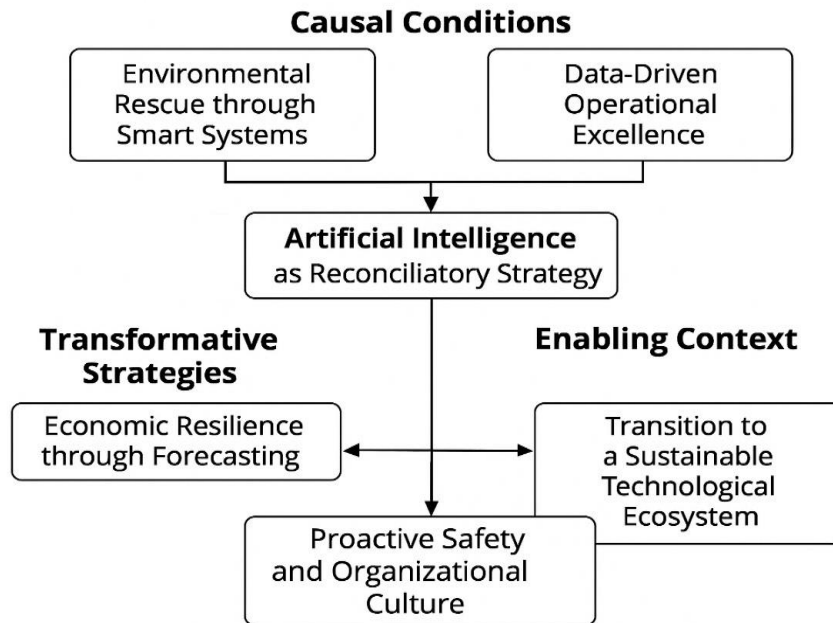 Causal Conditions
Environmental
Rescue through
Smart Systems
Data-Driven
Operational
Excellence
Artificial Intelligence
as Reconciliatory Strategy
Transformative
Strategies
Enabling Context
Economic Resilience
through Forecasting
Transition to
a Sustainable
Technological
Ecosystem
Proactive Safety
and Organizational
Culture